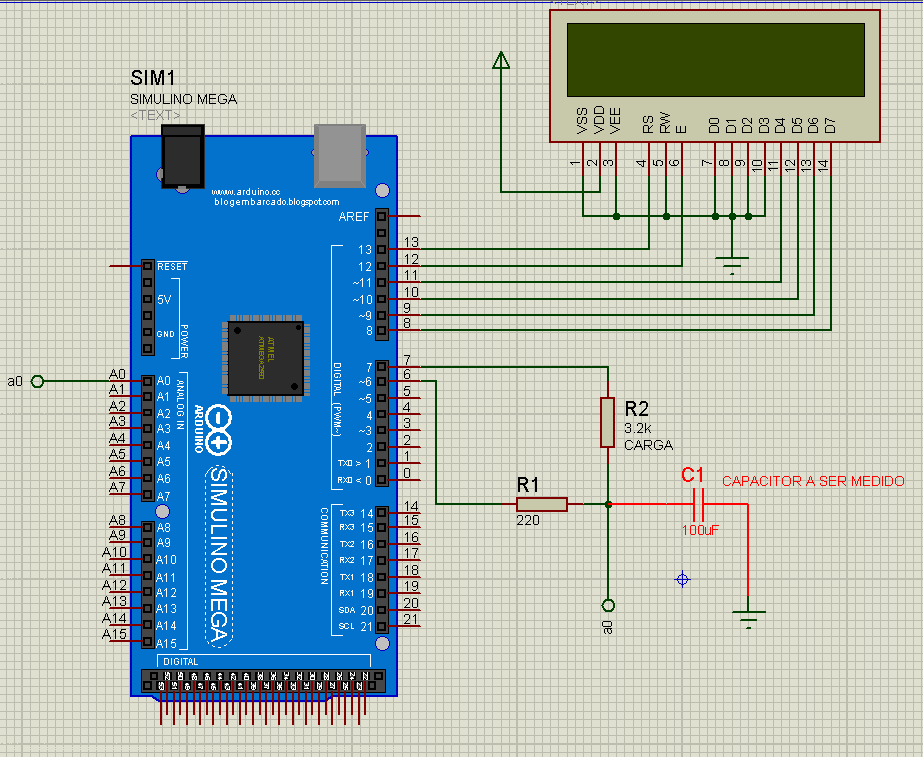 SIM1
SIMULINO MEGA
<TEXT>
www.arduino.cc
blogembarcado.blogspot.com
AREF
13 13
12 12
~11 11
~10 10
~9 9
8 8
RESET
5V
GND
POWER
ATMEL
ATMEGA2560
DIGITAL (PWM~)
7 7
~6 6
~5 5
4 4
~3 3
2 2
TX0 > 1 1
RX0 < 0 0
a0
A0 A0
A1 A1
A2 A2
A3 A3
A4 A4
A5 A5
A6 A6
A7 A7
ANALOG IN
ARDUINO
SIMULINO MEGA
COMMUNICATION
TX3 14 14
RX3 15 15
TX2 16 16
RX2 17 17
TX1 18 18
RX1 19 19
SDA 20 20
SCL 21 21
A8 A8
A9 A9
A10 A10
A11 A11
A12 A12
A13 A13
A14 A14
A15 A15
DIGITAL
VSS VDD VEE RS RW E D0 D1 D2 D3 D4 D5 D6 D7
1 2 3 4 5 6 7 8 9 10 11 12 13 14
R2
3.2k
CARGA
R1
220
C1
CAPACITOR A SER MEDIDO
100uF
a0